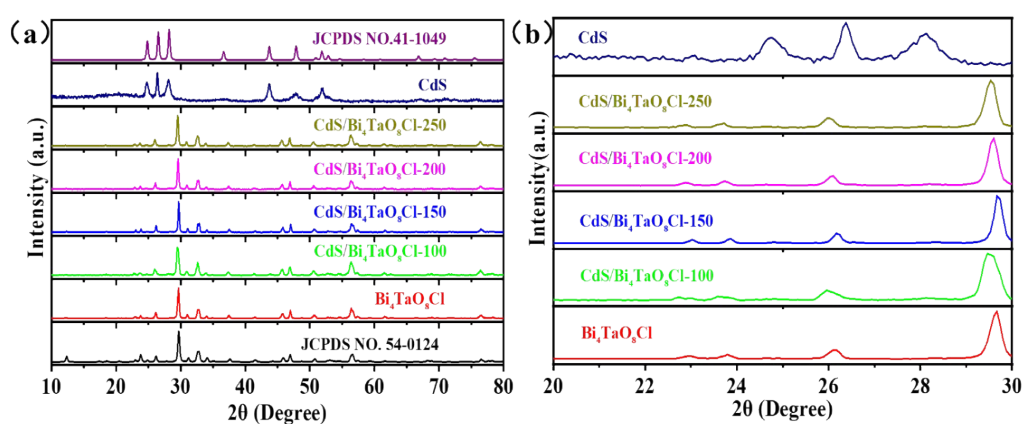 (a)
JCPDS NO.41-1049
CdS
CdS/Bi₄TaO₈Cl-250
CdS/Bi₄TaO₈Cl-200
CdS/Bi₄TaO₈Cl-150
CdS/Bi₄TaO₈Cl-100
Bi₄TaO₈Cl
JCPDS NO. 54-0124
Intensity (a.u.)
10 20 30 40 50 60 70 80
2θ (Degree)
(b)
CdS
CdS/Bi₄TaO₈Cl-250
CdS/Bi₄TaO₈Cl-200
CdS/Bi₄TaO₈Cl-150
CdS/Bi₄TaO₈Cl-100
Bi₄TaO₈Cl
Intensity(a.u.)
20 22 24 26 28 30
2θ (Degree)